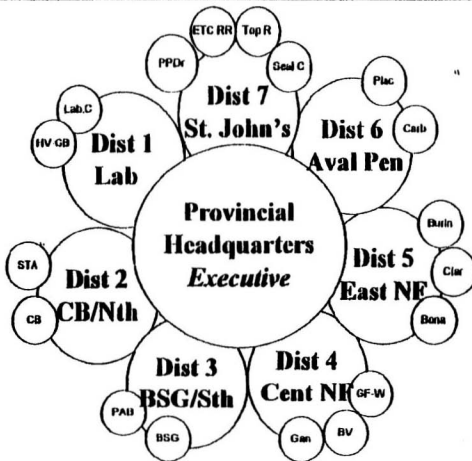 ETC RR
Top R
PPDr
Seal C
Dist 7
St. John's
Plac
Carb
Dist 6
Aval Pen
Lab.C
HV-GB
Dist 1
Lab
Provincial
Headquarters
Executive
Burin
Clar
Bona
Dist 5
East NF
STA
CB
Dist 2
CB/Nth
Dist 3
BSG/Sth
PAB
BSG
Dist 4
Cent NF
GF-W
BV
Gan